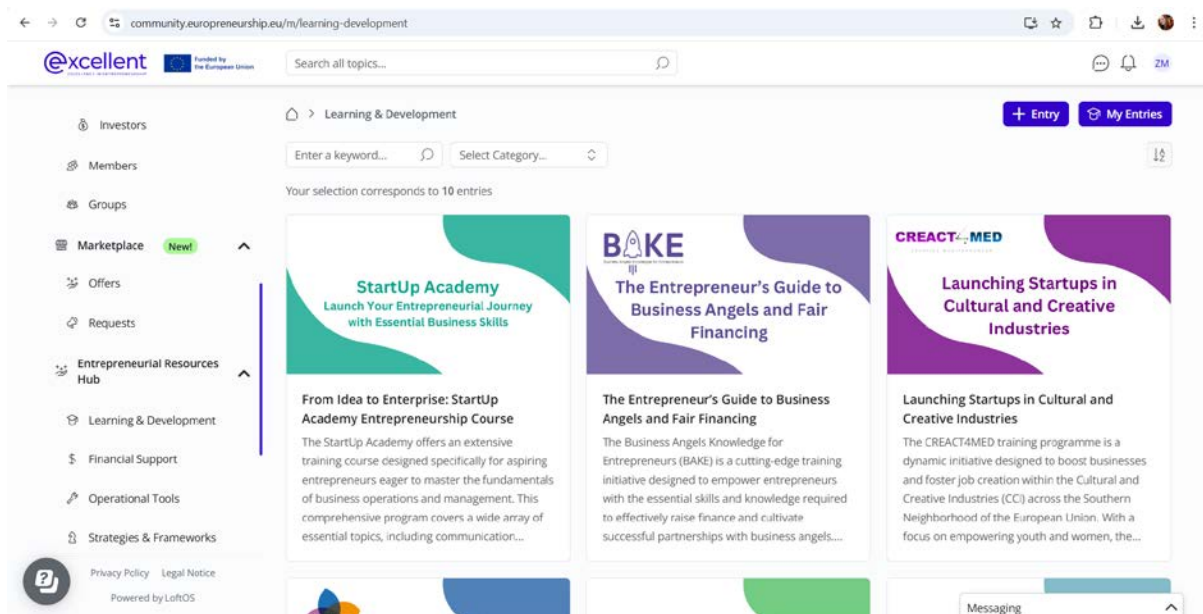 community.europreneurship.eu/m/learning-development
excellent
Funded by
the European Union
Search all topics...
ZM
Investors
Members
Groups
Marketplace New!
Offers
Requests
Entrepreneurial Resources
Hub
Learning & Development
Financial Support
Operational Tools
Strategies & Frameworks
Privacy Policy Legal Notice
Powered by LoftOS
> Learning & Development
+ Entry
My Entries
Enter a keyword...
Select Category...
Your selection corresponds to 10 entries
StartUp Academy
Launch Your Entrepreneurial Journey
with Essential Business Skills
From Idea to Enterprise: StartUp
Academy Entrepreneurship Course
The StartUp Academy offers an extensive
training course designed specifically for aspiring
entrepreneurs eager to master the fundamentals
of business operations and management. This
comprehensive program covers a wide array of
essential topics, including communication...
BAKE
The Entrepreneur's Guide to
Business Angels and Fair
Financing
The Entrepreneur's Guide to Business
Angels and Fair Financing
The Business Angels Knowledge for
Entrepreneurs (BAKE) is a cutting-edge training
initiative designed to empower entrepreneurs
with the essential skills and knowledge required
to effectively raise finance and cultivate
successful partnerships with business angels....
CREACT4MED
Launching Startups in
Cultural and Creative
Industries
Launching Startups in Cultural and
Creative Industries
The CREACT4MED training programme is a
dynamic initiative designed to boost businesses
and foster job creation within the Cultural and
Creative Industries (CCI) across the Southern
Neighborhood of the European Union. With a
focus on empowering youth and women, the...
Messaging